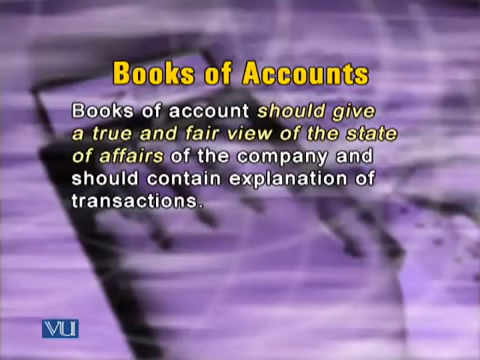 Books of Accounts
Books of account should give
a true and fair view of the state
of affairs of the company and
should contain explanation of
transactions.
VU